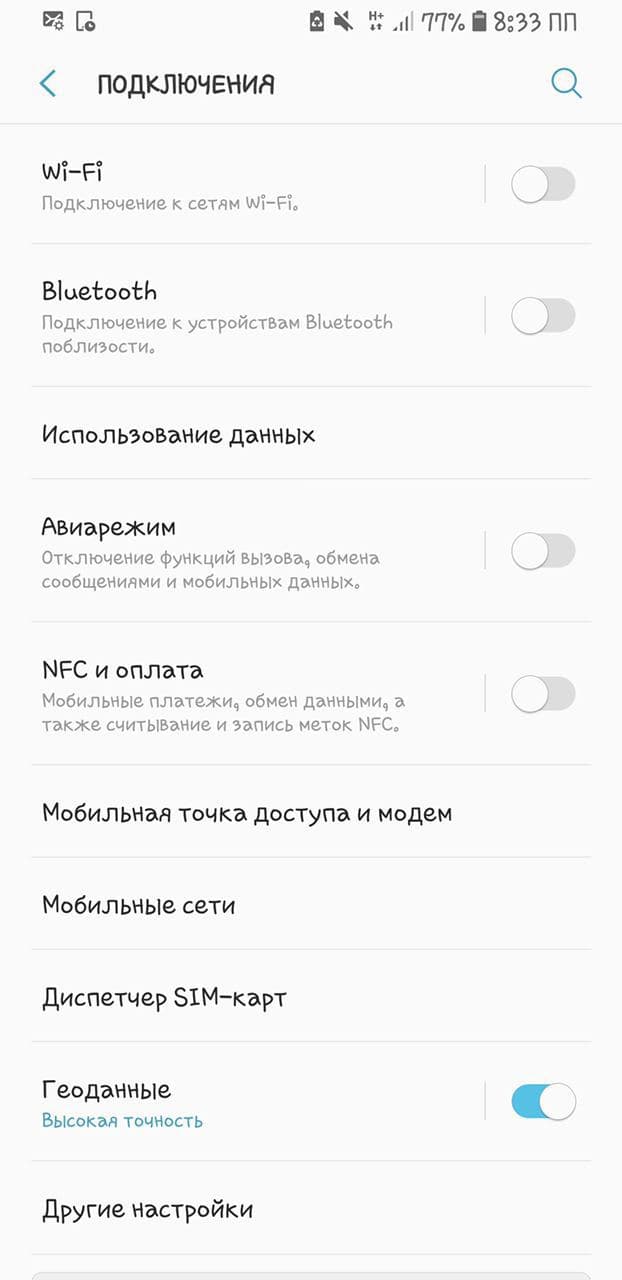 H+ 77% 8:33 ПП
ПОДКЛЮЧЕНИЯ
Wi-Fi
Подключение к сетям Wi-Fi.
Bluetooth
Подключение к устройствам Bluetooth
поблизости.
Использование данных
Авиарежим
Отключение функций вызова, обмена
сообщениями и мобильных данных.
NFC и оплата
Мобильные платежи, обмен данными, а
также считывание и запись меток NFC.
Мобильная точка доступа и модем
Мобильные сети
Диспетчер SIM-карт
Геоданные
Высокая точность
Другие настройки